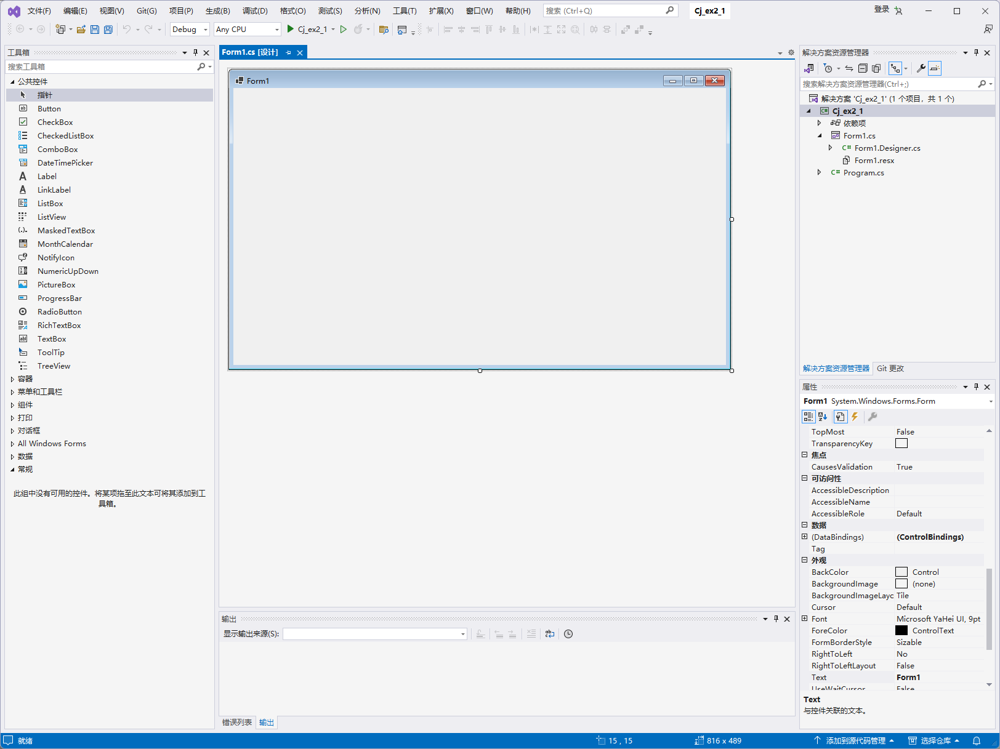 文件(F) 编辑(E) 视图(V) Git(G) 项目(P) 生成(B) 调试(D) 格式(O) 测试(S) 分析(N) 工具(T) 扩展(X) 窗口(W) 帮助(H) 搜索 (Ctrl+Q) Cj_ex2_1 登录
Debug Any CPU Cj_ex2_1
工具箱
搜索工具箱
公共控件
指针
Button
CheckBox
CheckedListBox
ComboBox
DateTimePicker
Label
LinkLabel
ListBox
ListView
MaskedTextBox
MonthCalendar
NotifyIcon
NumericUpDown
PictureBox
ProgressBar
RadioButton
RichTextBox
TextBox
ToolTip
TreeView
容器
菜单和工具栏
组件
打印
对话框
All Windows Forms
数据
常规
此组中没有可用的控件。将某项拖至此文本可将其添加到工
具箱。
Form1.cs [设计]
Form1
输出
显示输出来源(S):
错误列表 输出
解决方案资源管理器
搜索解决方案资源管理器(Ctrl+;)
解决方案 'Cj_ex2_1' (1 个项目，共 1 个)
Cj_ex2_1
依赖项
Form1.cs
C# Form1.Designer.cs
Form1.resx
C# Program.cs
解决方案资源管理器 Git 更改
属性
Form1 System.Windows.Forms.Form
TopMost False
TransparencyKey
焦点
CausesValidation True
可访问性
AccessibleDescription
AccessibleName
AccessibleRole Default
数据
(DataBindings) (ControlBindings)
Tag
外观
BackColor Control
BackgroundImage (none)
BackgroundImageLayc Tile
Cursor Default
Font Microsoft YaHei UI, 9pt
ForeColor ControlText
FormBorderStyle Sizable
RightToLeft No
RightToLeftLayout False
Text Form1
UseWaitCursor False
Text
与控件关联的文本。
就绪 15 , 15 816 x 489 添加到源代码管理 选择仓库